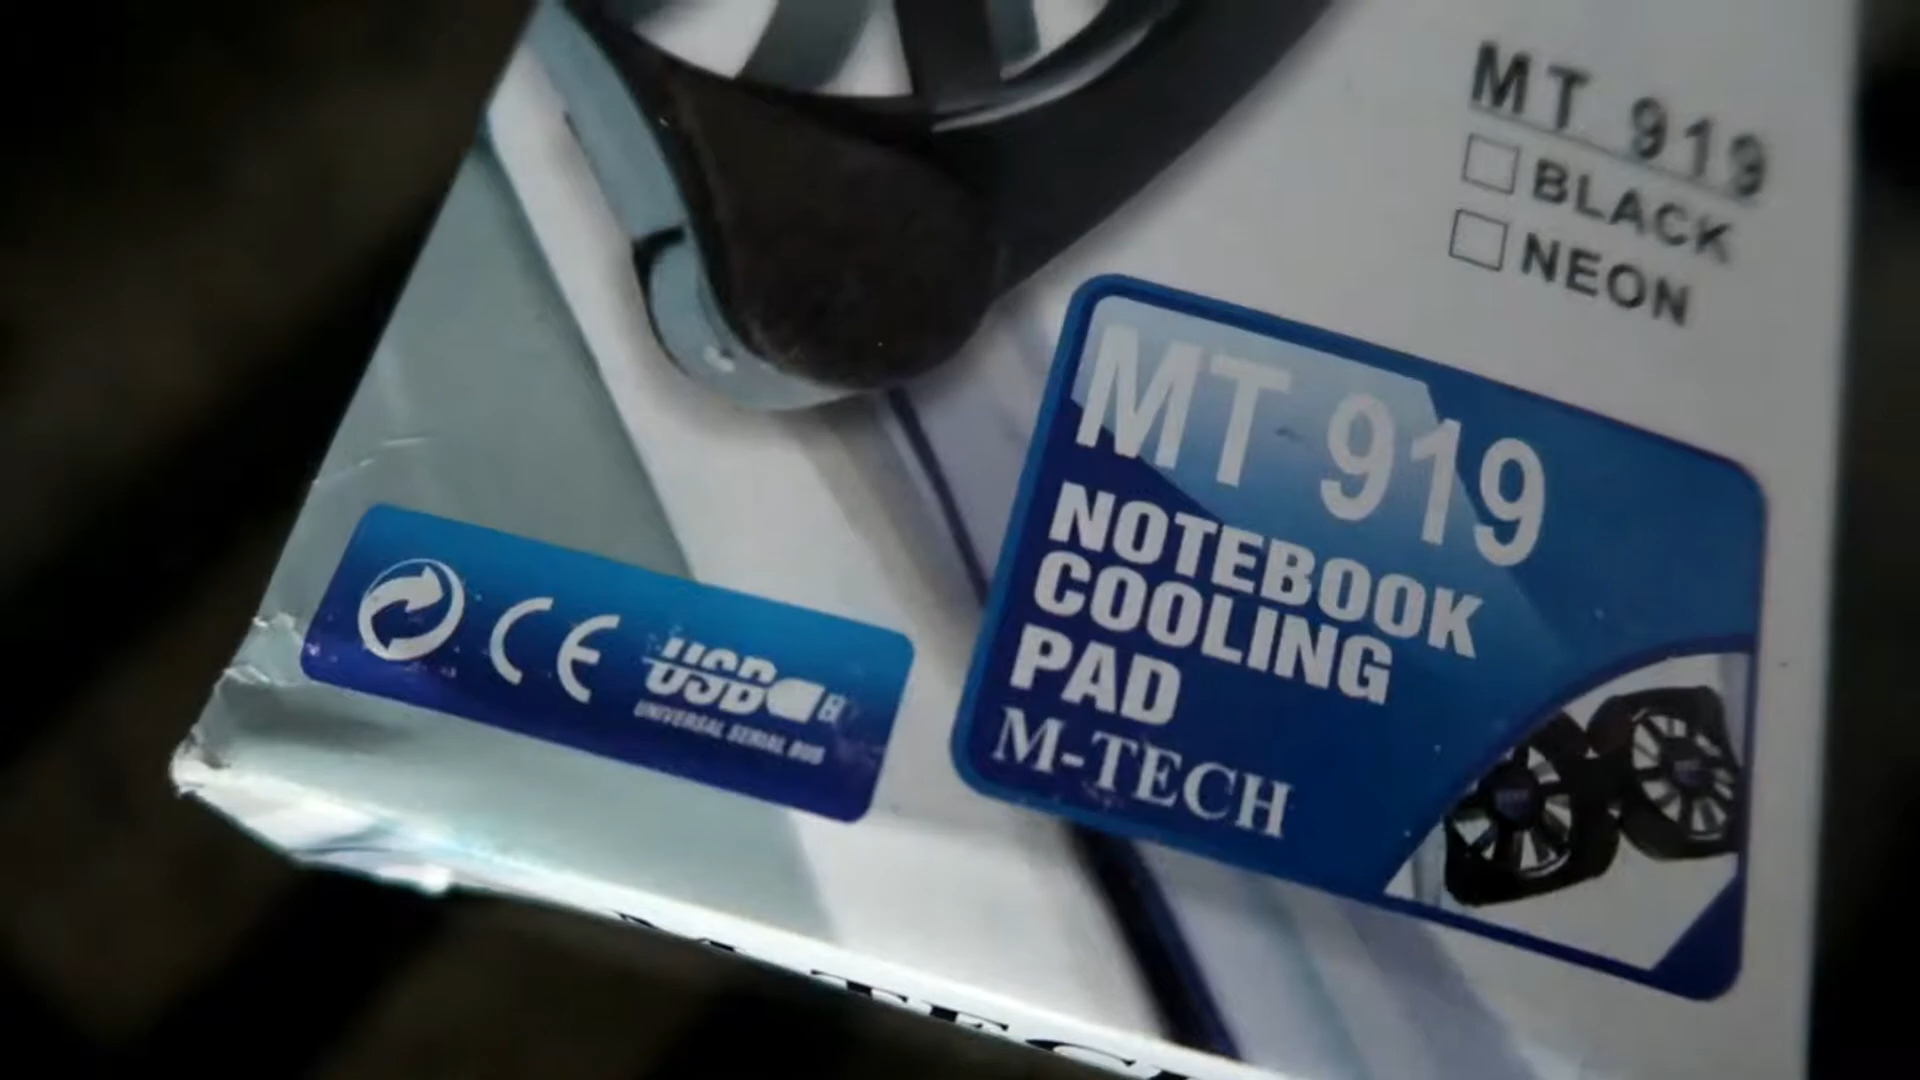 MT 919
BLACK
NEON
MT 919
NOTEBOOK
COOLING
PAD
M-TECH
CE
USB
UNIVERSAL SERIAL BUS